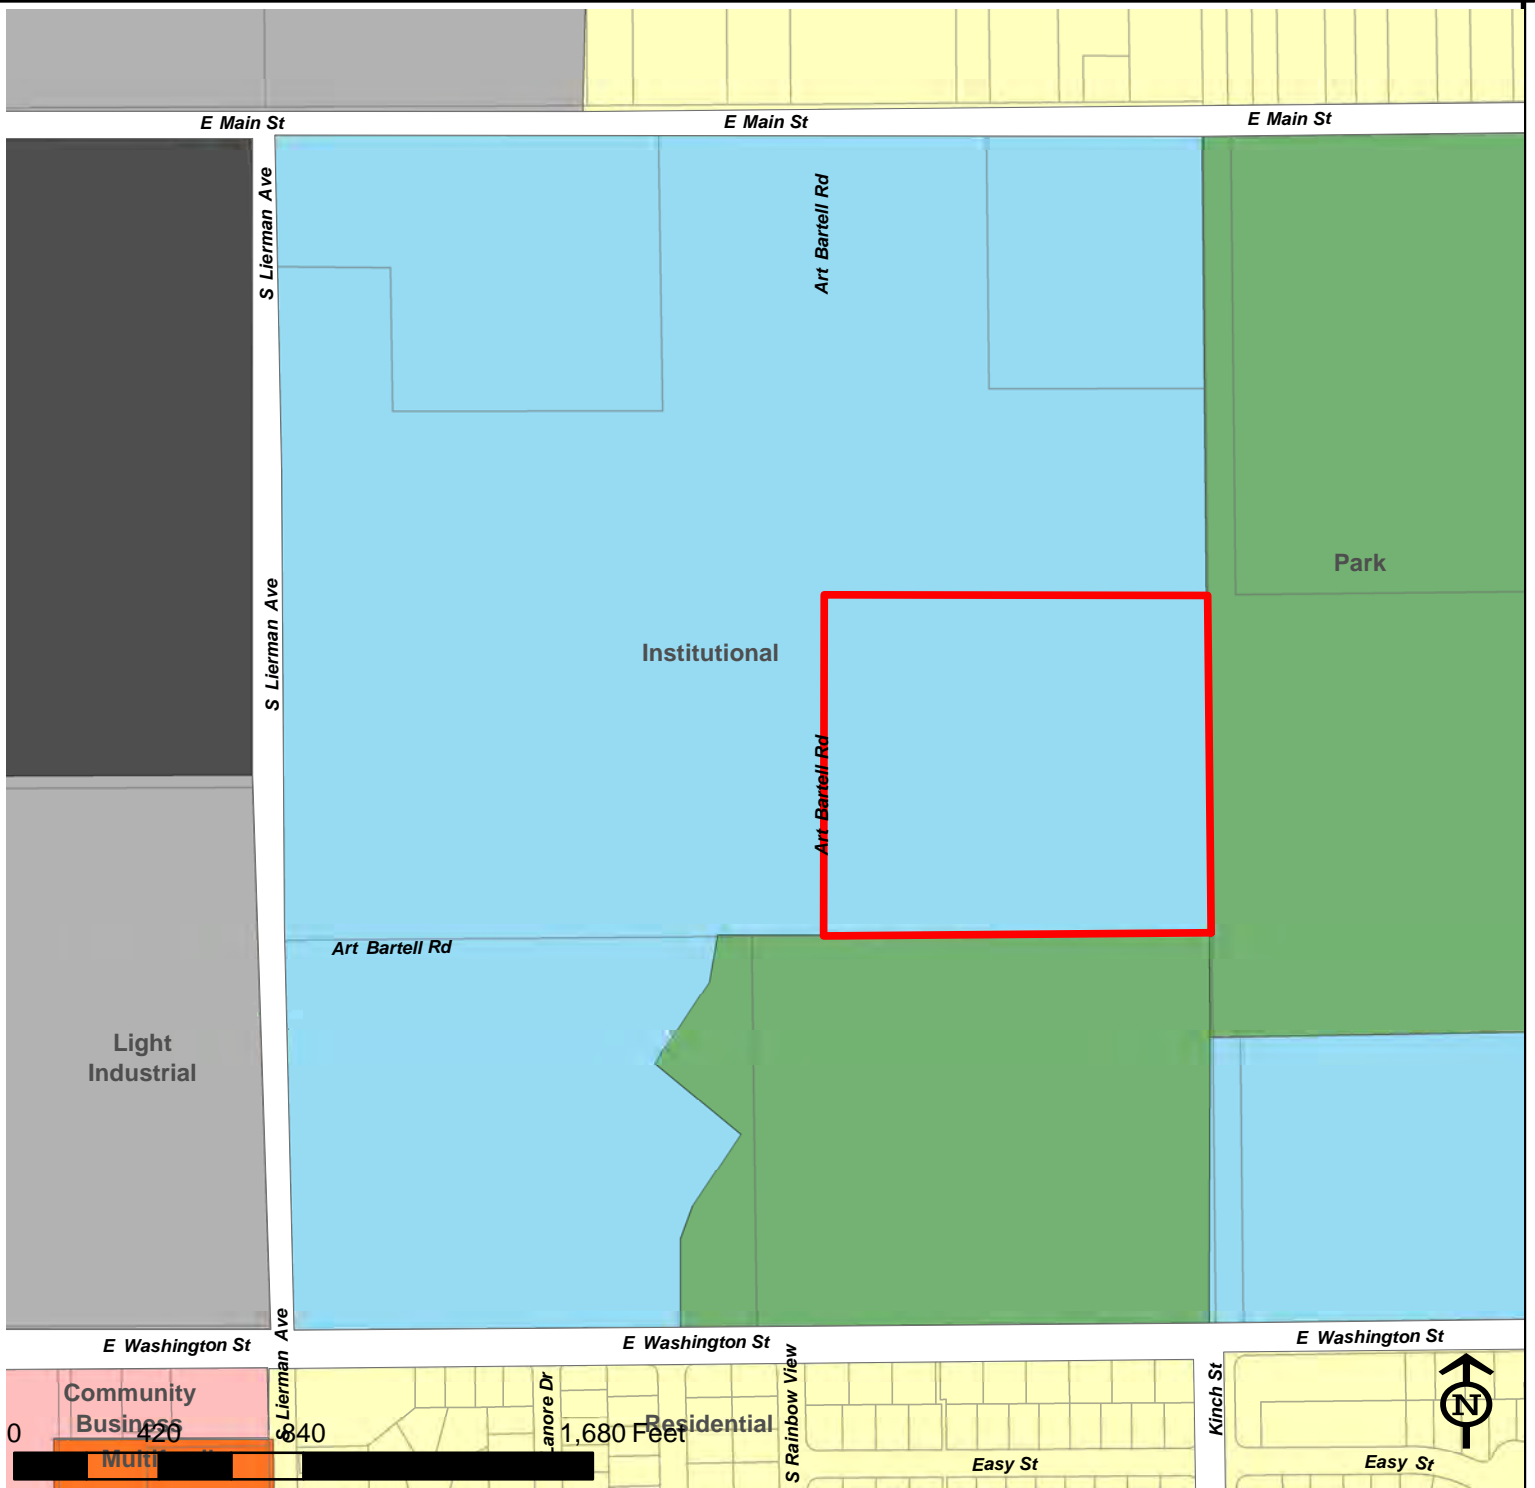 E Main St
E Main St
E Main St
S Lierman Ave
Art Bartell Rd
Park
S Lierman Ave
Institutional
Art Bartell Rd
Art Bartell Rd
Light
Industrial
S Lierman Ave
E Washington St
E Washington St
E Washington St
Community
Business
Lanore Dr
S Rainbow View
Kinch St
Residential
0 420 840 1,680 Feet
N
Easy St
Easy St